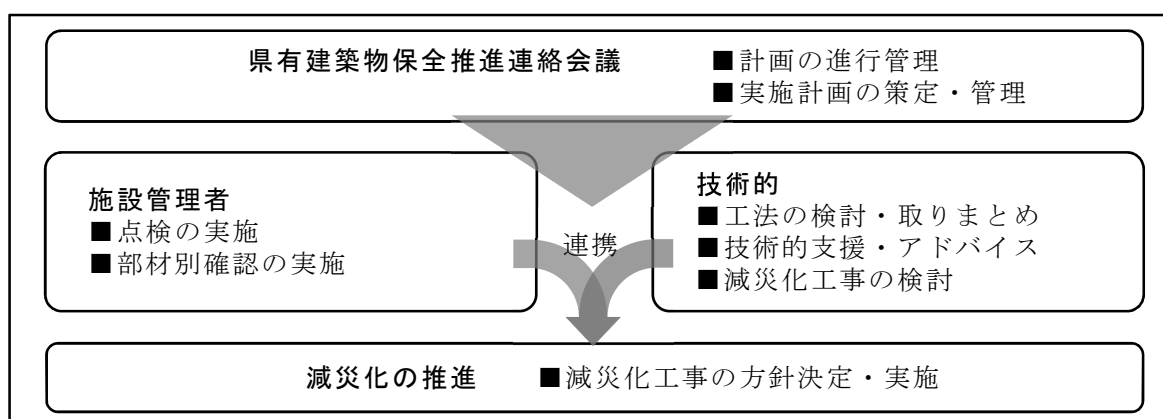 県有建築物保全推進連絡会議 ■計画の進行管理
■実施計画の策定・管理
施設管理者
■点検の実施
■部材別確認の実施
連携
技術的
■工法の検討・取りまとめ
■技術的支援・アドバイス
■減災化工事の検討
減災化の推進 ■減災化工事の方針決定・実施